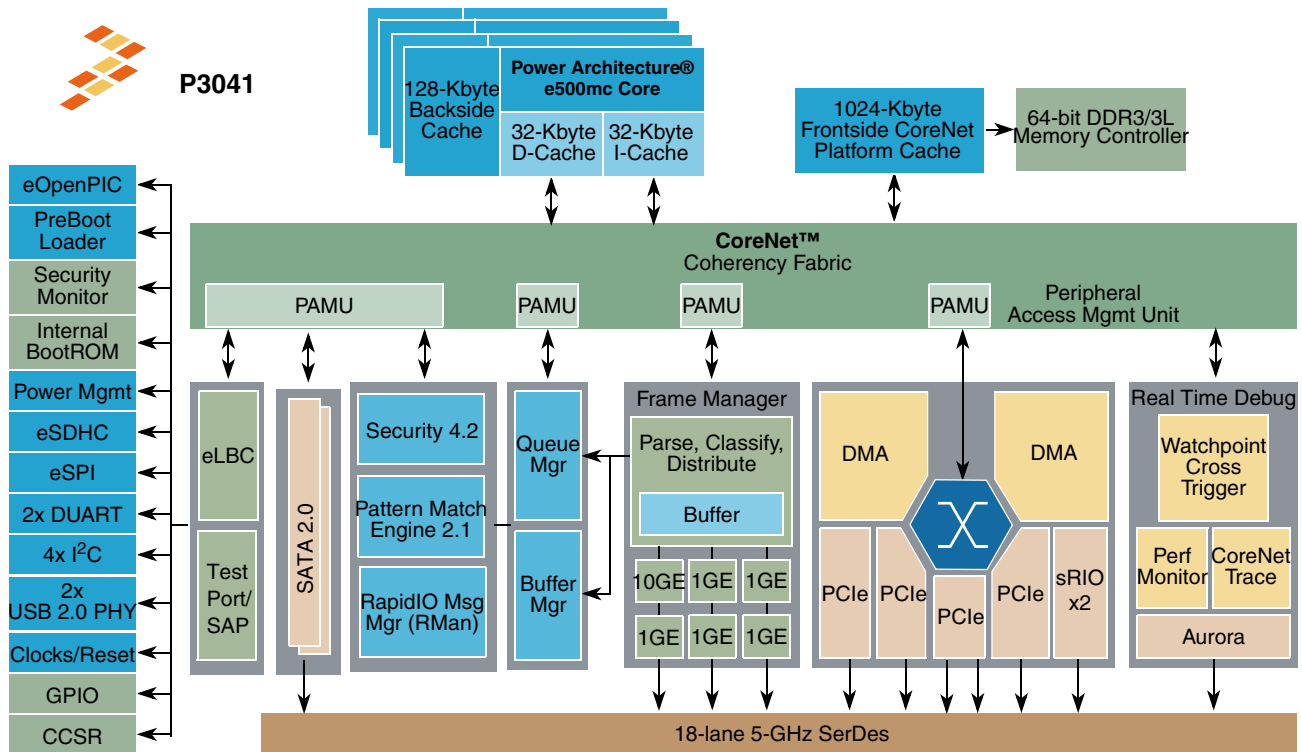 P3041
128-Kbyte
Backside
Cache
Power Architecture®
e500mc Core
32-Kbyte
D-Cache
32-Kbyte
I-Cache
1024-Kbyte
Frontside CoreNet
Platform Cache
64-bit DDR3/3L
Memory Controller
eOpenPIC
PreBoot
Loader
Security
Monitor
Internal
BootROM
Power Mgmt
eSDHC
eSPI
2x DUART
4x I²C
2x
USB 2.0 PHY
Clocks/Reset
GPIO
CCSR
CoreNet™
Coherency Fabric
PAMU
PAMU
PAMU
PAMU
Peripheral
Access Mgmt Unit
eLBC
Test
Port/
SAP
SATA 2.0
Security 4.2
Pattern Match
Engine 2.1
RapidIO Msg
Mgr (RMan)
Queue
Mgr
Buffer
Mgr
Frame Manager
Parse, Classify,
Distribute
Buffer
10GE
1GE
1GE
1GE
1GE
1GE
DMA
DMA
PCIe
PCIe
PCIe
PCIe
sRIO
x2
Real Time Debug
Watchpoint
Cross
Trigger
Perf
Monitor
CoreNet
Trace
Aurora
18-lane 5-GHz SerDes